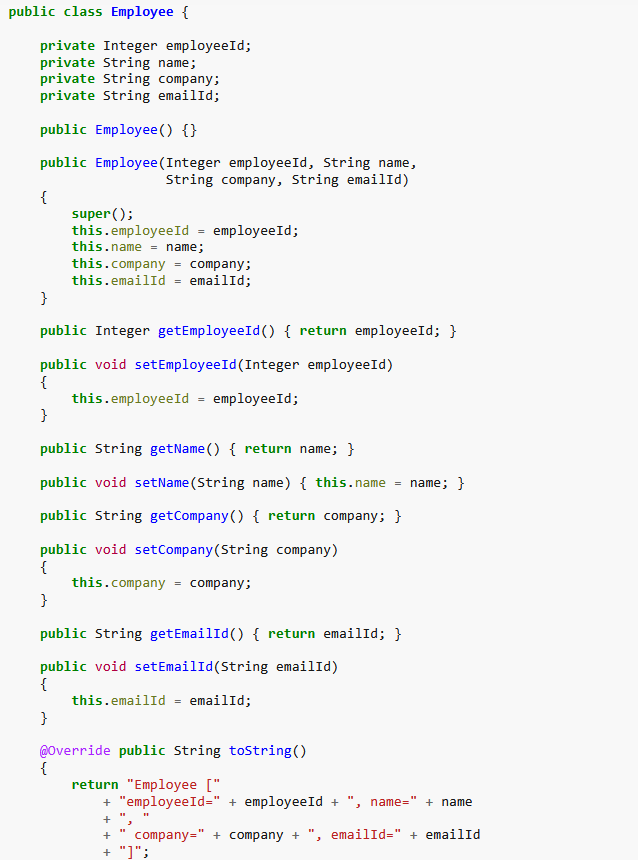 public class Employee {
private Integer employeeId;
private String name;
private String company;
private String emailId;
public Employee() {}
public Employee(Integer employeeId, String name,
String company, String emailId)
{
super();
this.employeeId = employeeId;
this.name = name;
this.company = company;
this.emailId = emailId;
}
public Integer getEmployeeId() { return employeeId; }
public void setEmployeeId(Integer employeeId)
{
this.employeeId = employeeId;
}
public String getName() { return name; }
public void setName(String name) { this.name = name; }
public String getCompany() { return company; }
public void setCompany(String company)
{
this.company = company;
}
public String getEmailId() { return emailId; }
public void setEmailId(String emailId)
{
this.emailId = emailId;
}
@Override public String toString()
{
return "Employee ["
+ "employeeId=" + employeeId + ", name=" + name
+ ", "
+ " company=" + company + ", emailId=" + emailId
+ "]";